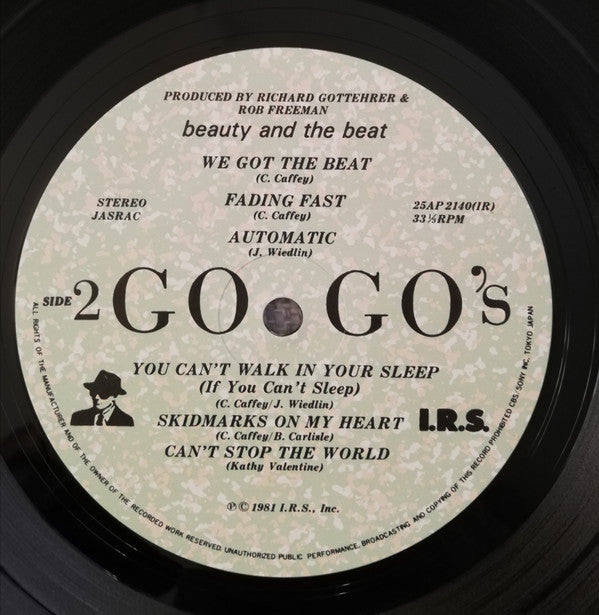 PRODUCED BY RICHARD GOTTEHRER &
ROB FREEMAN
beauty and the beat
WE GOT THE BEAT
(C. Caffey)
STEREO
JASRAC
FADING FAST
(C. Caffey)
25AP 2140(IR)
33⅓RPM
AUTOMATIC
(J. Wiedlin)
SIDE 2 GO GO's
YOU CAN'T WALK IN YOUR SLEEP
(If You Can't Sleep)
(C. Caffey/J. Wiedlin)
SKIDMARKS ON MY HEART
(C. Caffey/B. Carlisle)
I.R.S.
CAN'T STOP THE WORLD
(Kathy Valentine)
℗ © 1981 I.R.S., Inc.
ALL RIGHTS OF THE MANUFACTURER AND OF THE OWNER OF THE RECORDED WORK RESERVED. UNAUTHORIZED PUBLIC PERFORMANCE, BROADCASTING AND COPYING OF THIS RECORD PROHIBITED CBS/SONY INC. TOKYO JAPAN